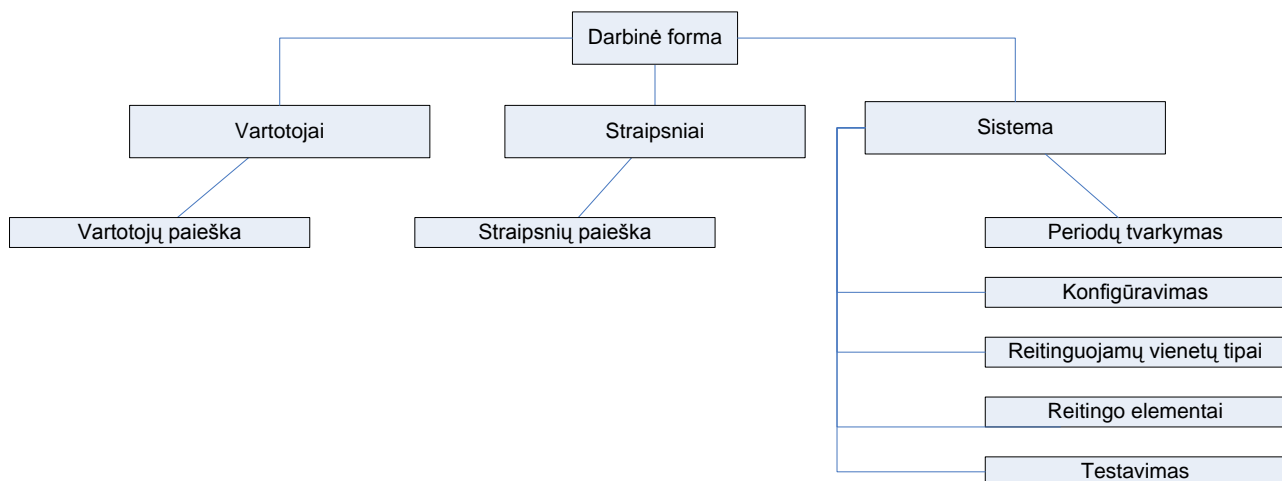 Darbinė forma
Vartotojai
Straipsniai
Sistema
Vartotojų paieška
Straipsnių paieška
Periodų tvarkymas
Konfigūravimas
Reitinguojamų vienetų tipai
Reitingo elementai
Testavimas